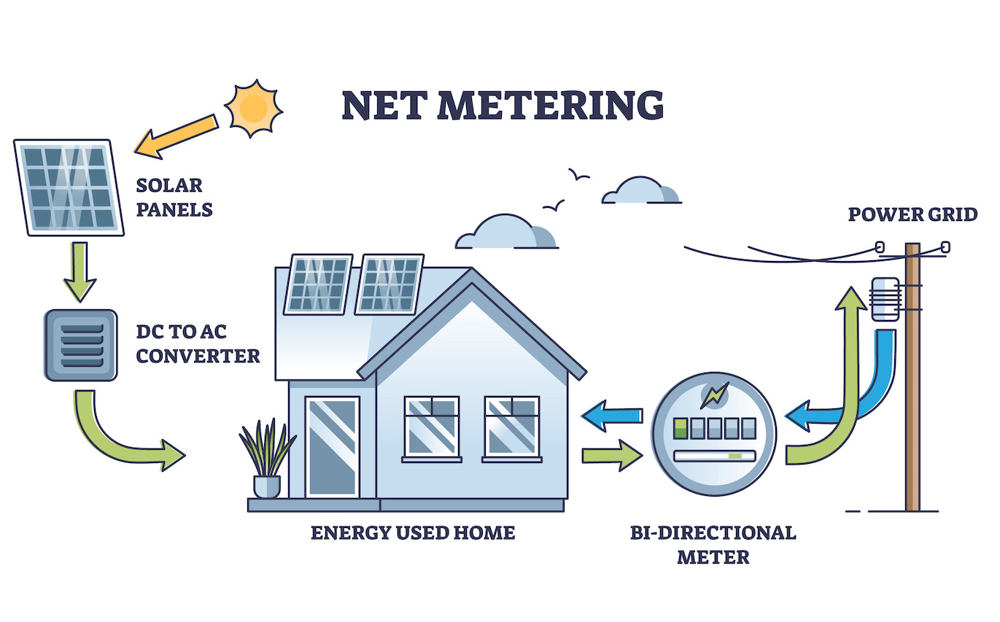 NET METERING
SOLAR
PANELS
POWER GRID
DC TO AC
CONVERTER
ENERGY USED HOME
BI-DIRECTIONAL
METER